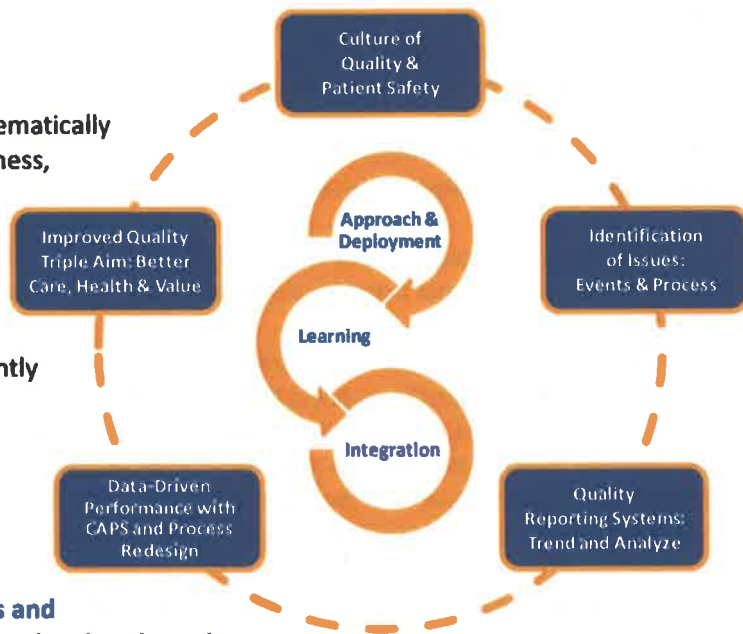 Culture of
Quality &
Patient Safety
ematically
ness,
Approach &
Deployment
Improved Quality
Triple Aim: Better
Care, Health & Value
Identification
of Issues:
Events & Process
Learning
ntly
Integration
Data-Driven
Performance with
CAPS and Process
Redesign
Quality
Reporting Systems:
Trend and Analyze
s and